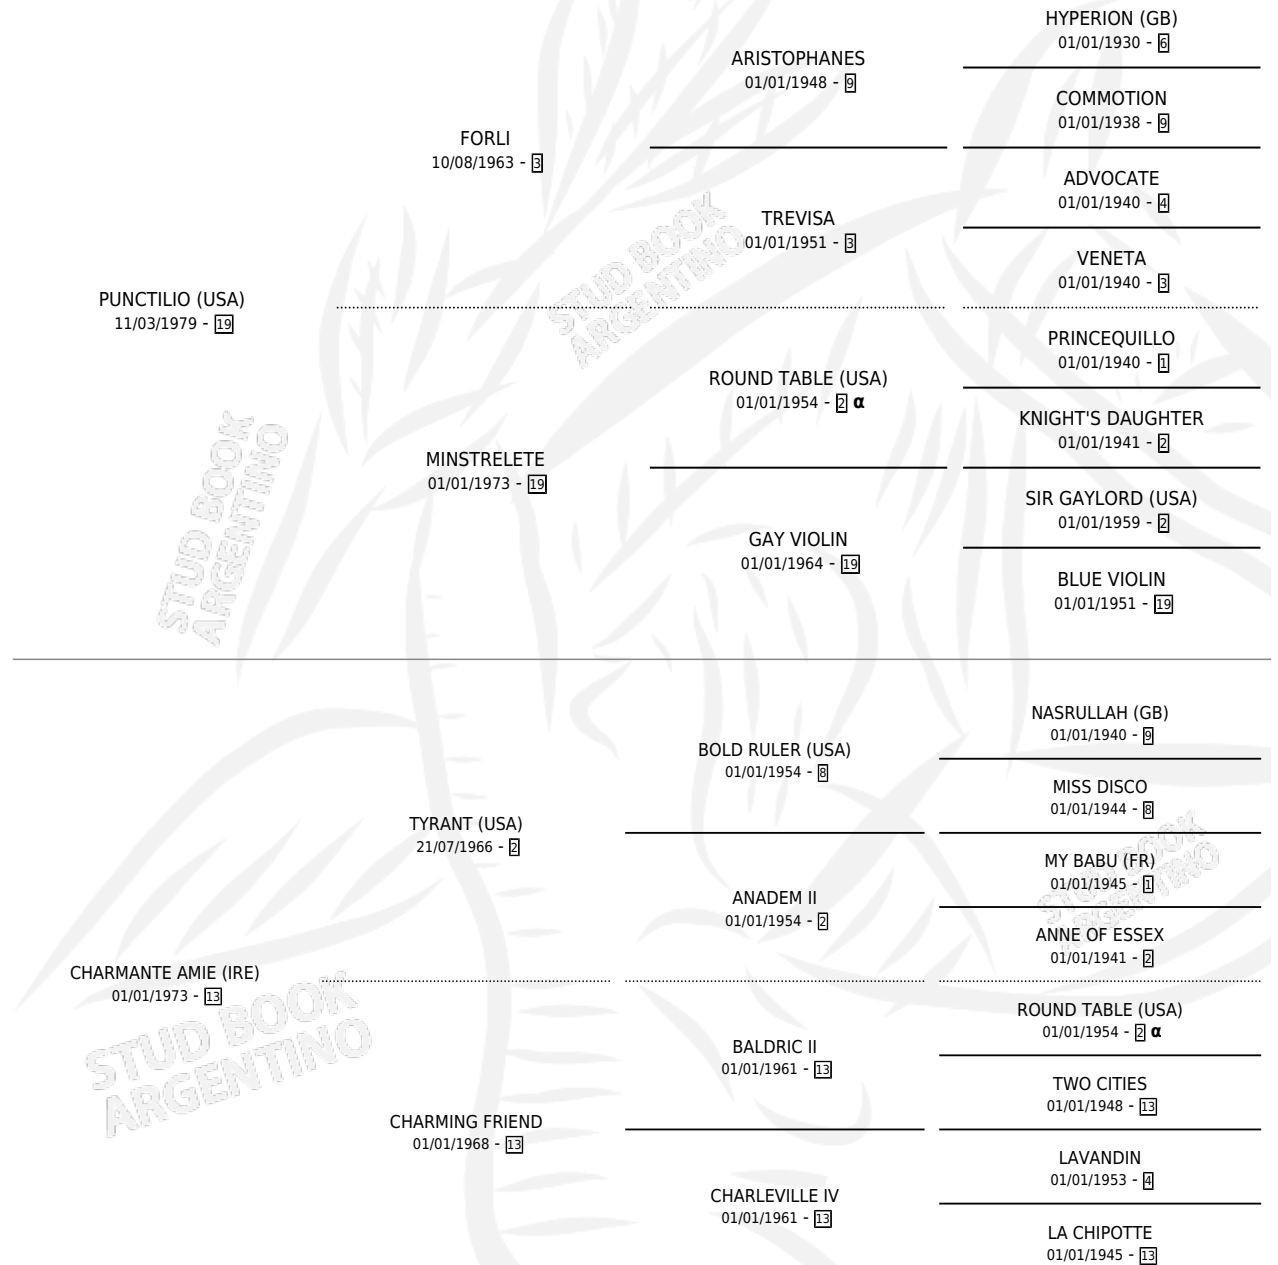 HYPERION (GB)
01/01/1930 - 6
ARISTOPHANES
01/01/1948 - 9
COMMOTION
01/01/1938 - 9
FORLI
10/08/1963 - 3
ADVOCATE
01/01/1940 - 4
TREVISA
01/01/1951 - 3
VENETA
01/01/1940 - 3
PUNCTILIO (USA)
11/03/1979 - 19
PRINCEQUILLO
01/01/1940 - 1
ROUND TABLE (USA)
01/01/1954 - 2 α
KNIGHT'S DAUGHTER
01/01/1941 - 2
MINSTRELETE
01/01/1973 - 19
SIR GAYLORD (USA)
01/01/1959 - 2
GAY VIOLIN
01/01/1964 - 19
BLUE VIOLIN
01/01/1951 - 19
NASRULLAH (GB)
01/01/1940 - 9
BOLD RULER (USA)
01/01/1954 - 8
MISS DISCO
01/01/1944 - 8
TYRANT (USA)
21/07/1966 - 2
MY BABU (FR)
01/01/1945 - 1
ANADEM II
01/01/1954 - 2
ANNE OF ESSEX
01/01/1941 - 2
CHARMANTE AMIE (IRE)
01/01/1973 - 13
ROUND TABLE (USA)
01/01/1954 - 2 α
BALDRIC II
01/01/1961 - 13
TWO CITIES
01/01/1948 - 13
CHARMING FRIEND
01/01/1968 - 13
LAVANDIN
01/01/1953 - 4
CHARLEVILLE IV
01/01/1961 - 13
LA CHIPOTTE
01/01/1945 - 13
STUD BOOK
ARGENTINO
STUD BOOK
ARGENTINO
STUD BOOK
ARGENTINO
STUD BOOK
ARGENTINO